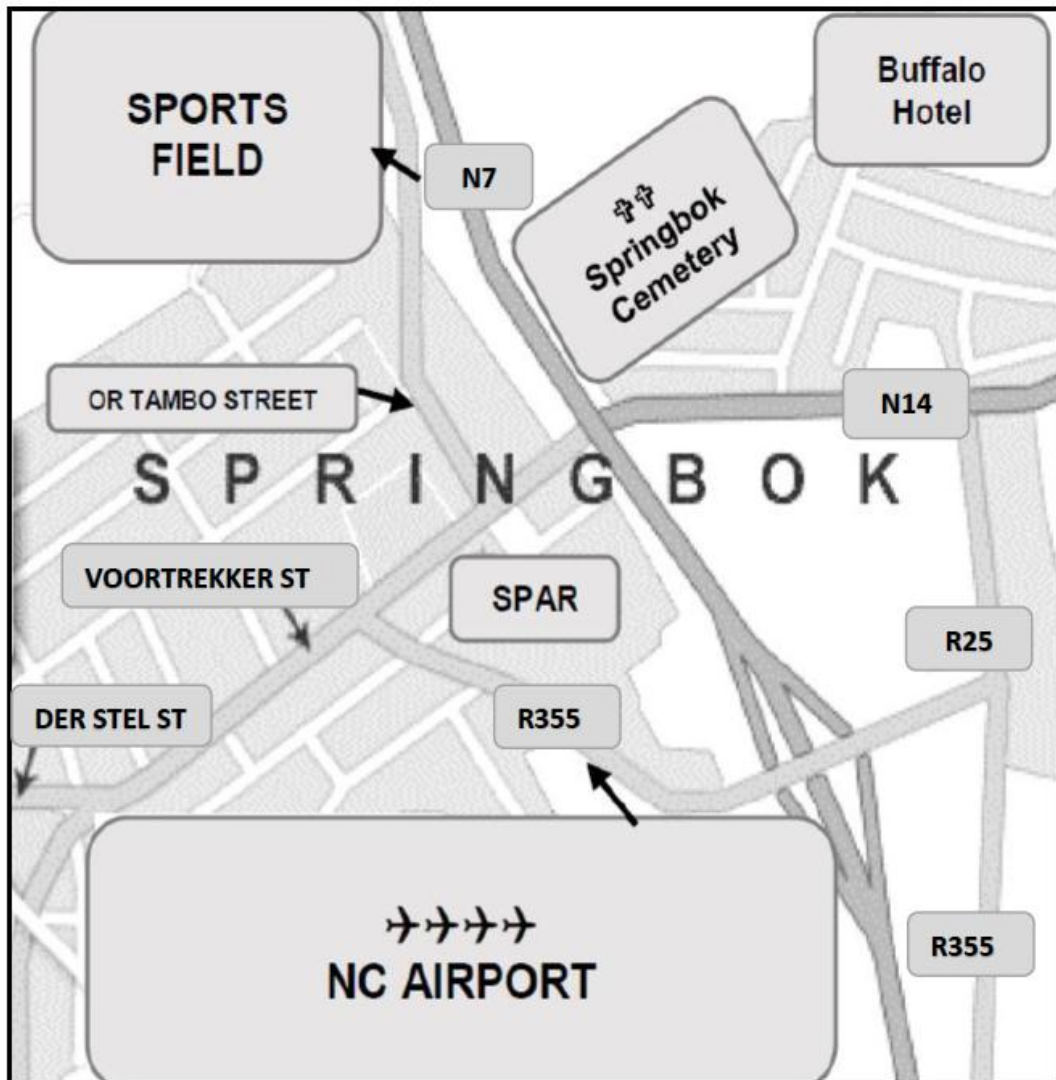 SPORTS
FIELD
Buffalo
Hotel
N7
Springbok
Cemetery
OR TAMBO STREET
N14
SPRINGBOK
VOORTREKKER ST
SPAR
R25
DER STEL ST
R355
NC AIRPORT
R355